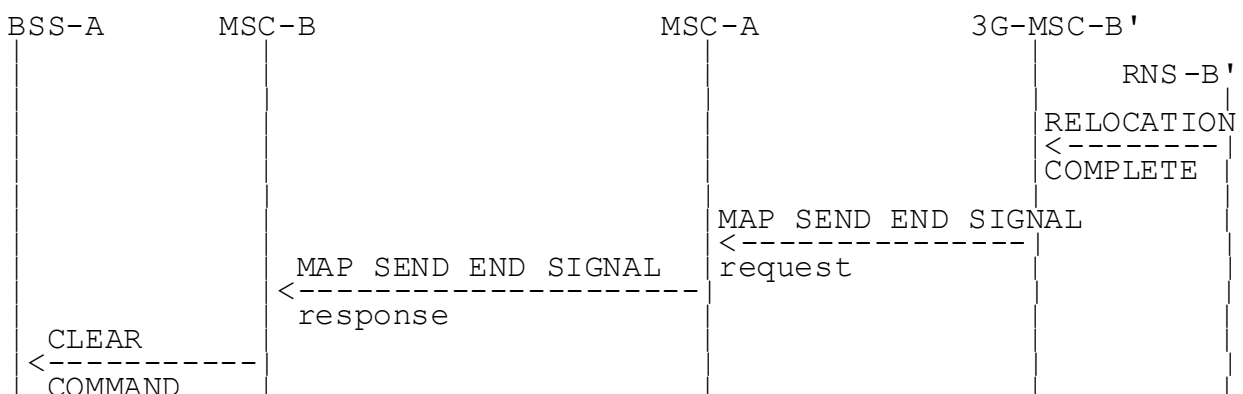 BSS-A MSC-B MSC-A 3G-MSC-B'
RNS-B'
RELOCATION
COMPLETE
MAP SEND END SIGNAL
request
MAP SEND END SIGNAL
response
CLEAR
COMMAND